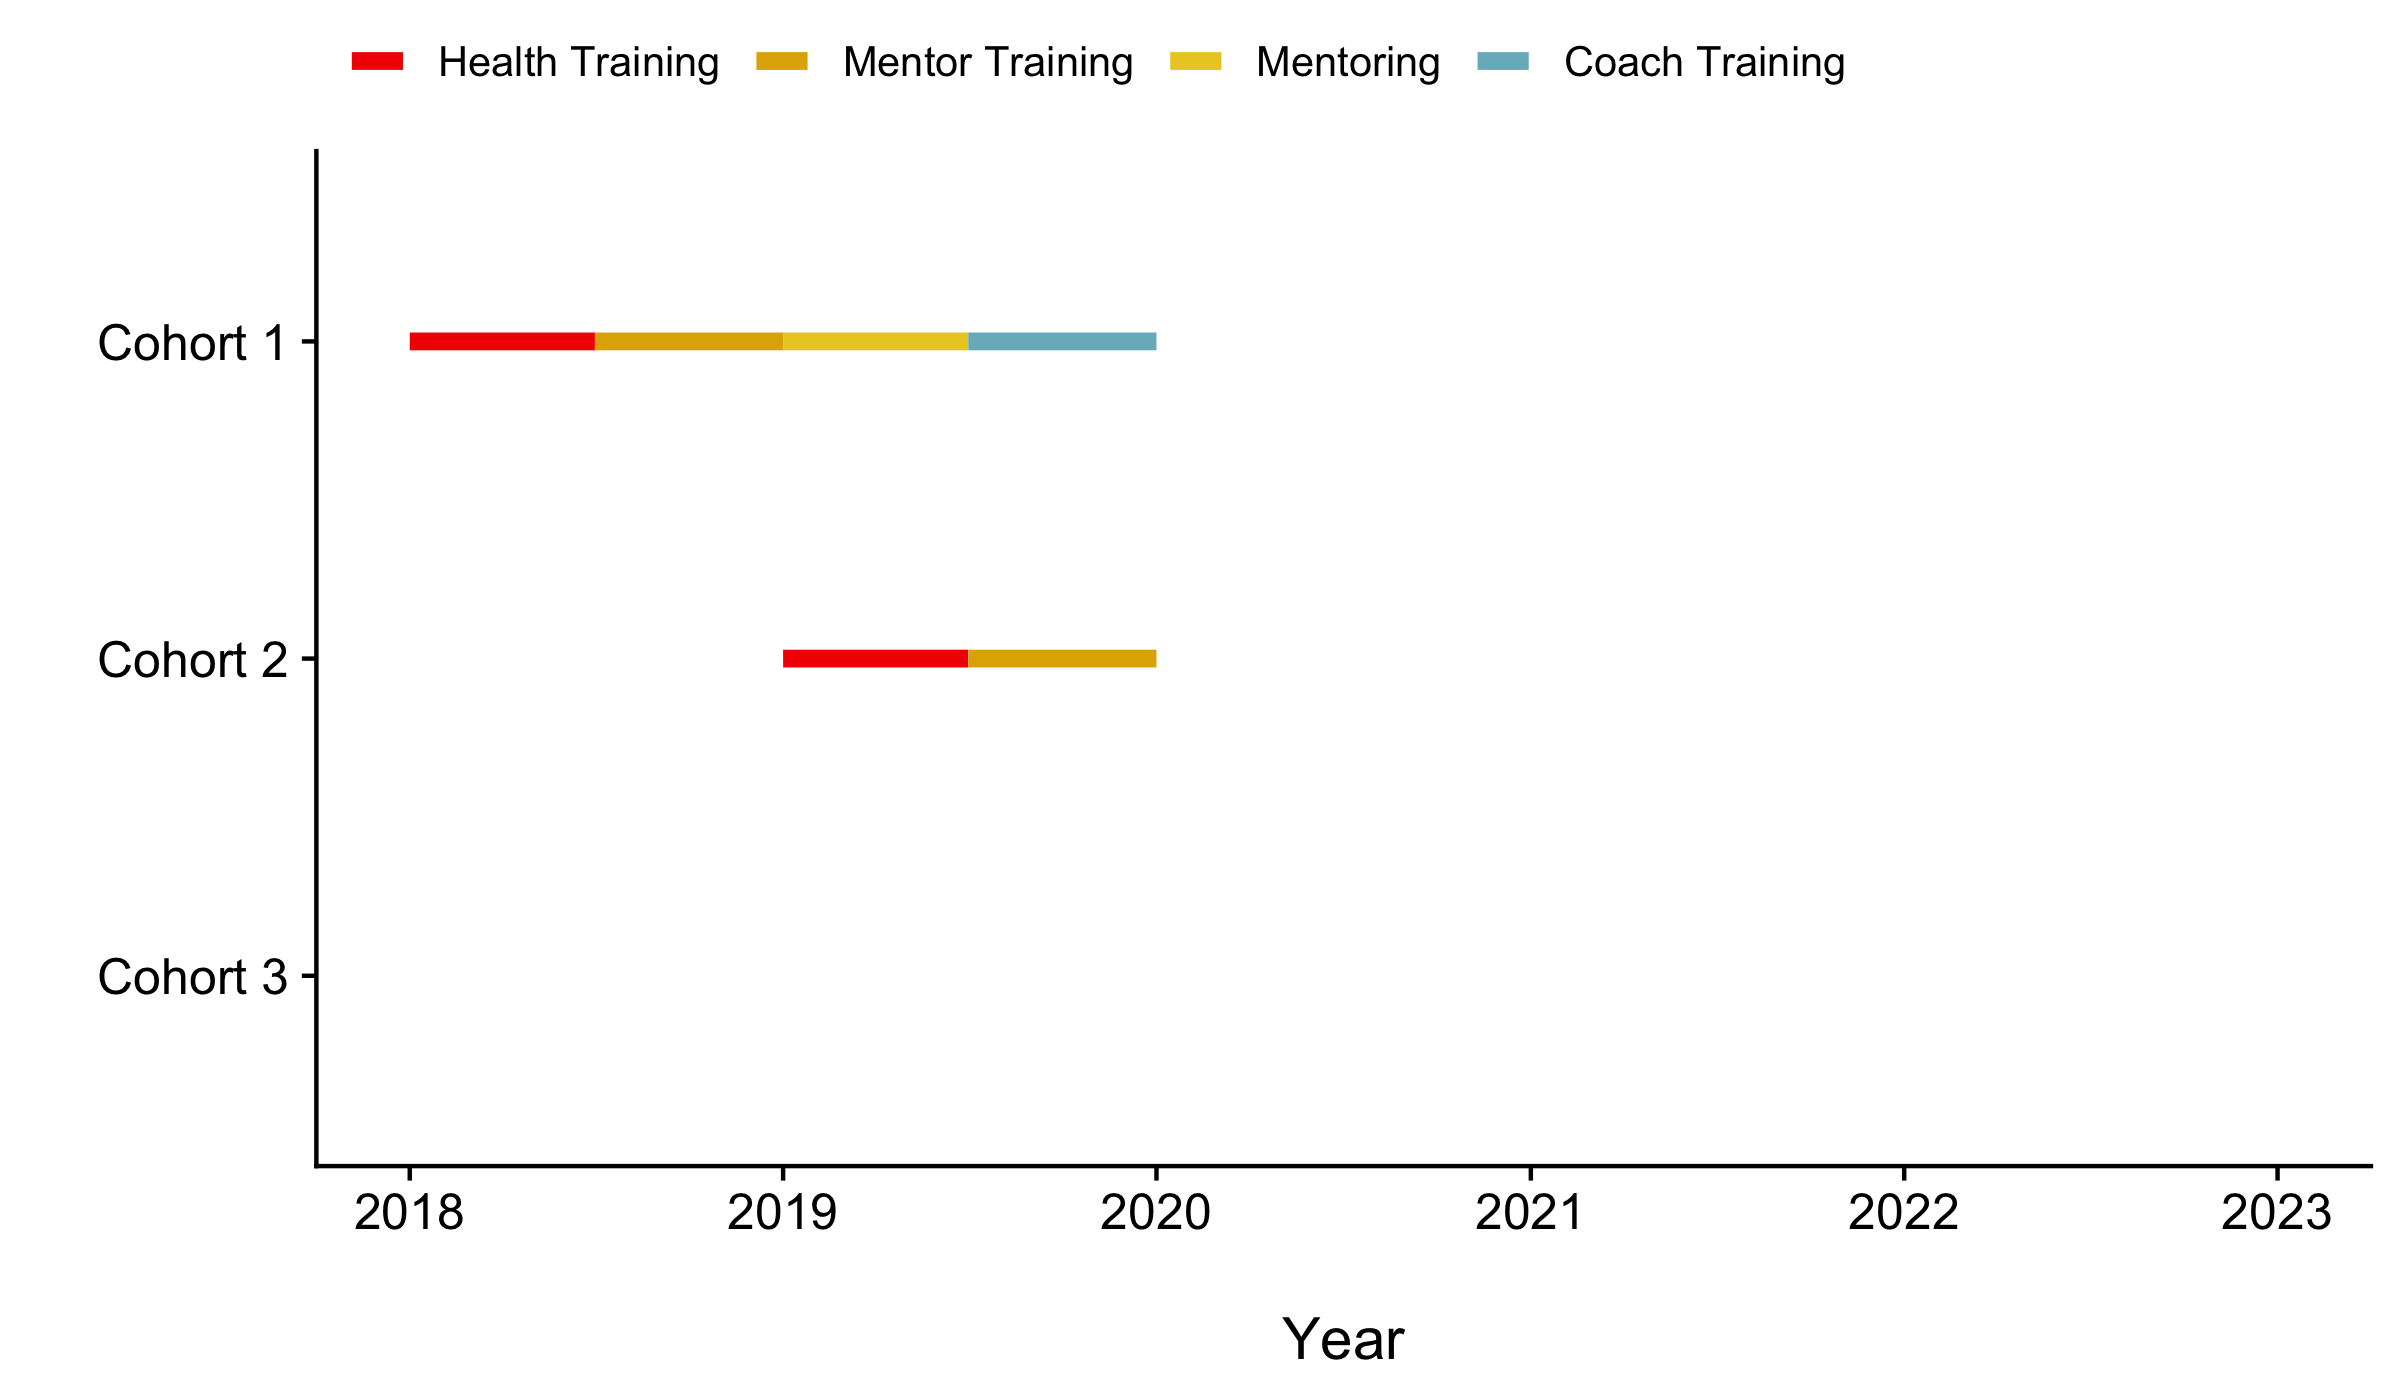 Health Training Mentor Training Mentoring Coach Training
Cohort 1
Cohort 2
Cohort 3
2018 2019 2020 2021 2022 2023
Year